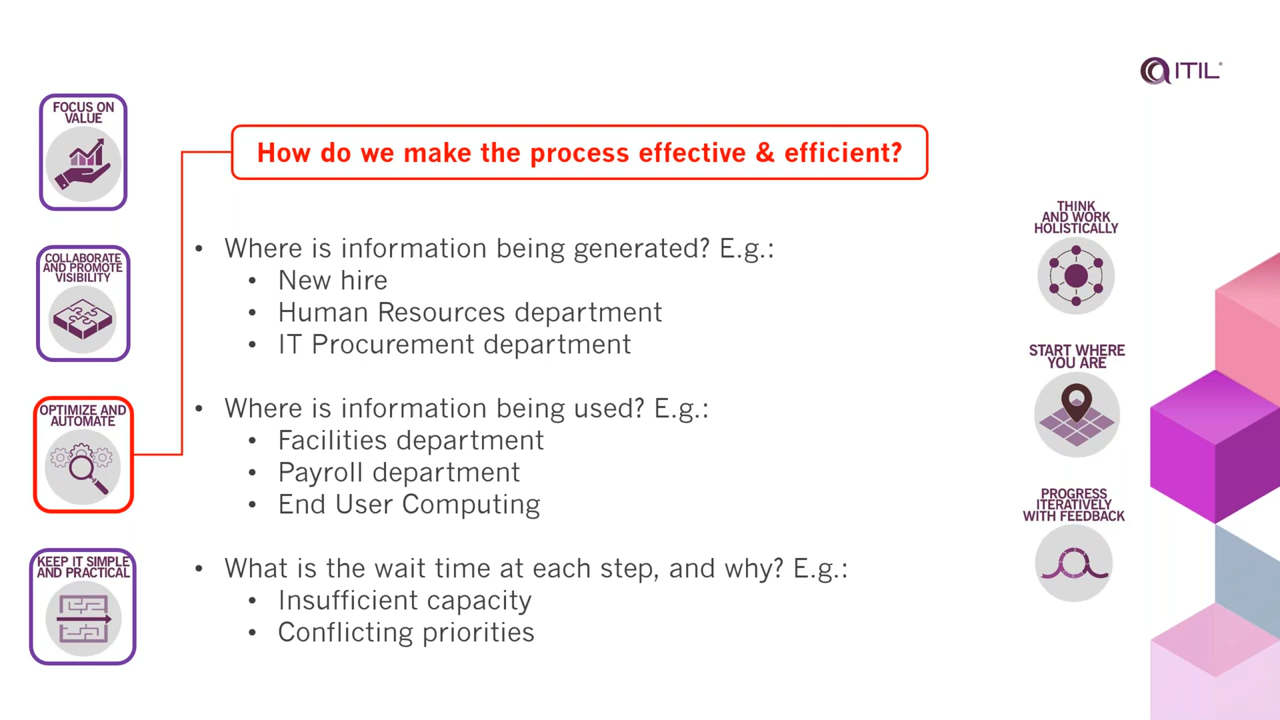 ITIL®
FOCUS ON
VALUE
How do we make the process effective & efficient?
COLLABORATE
AND PROMOTE
VISIBILITY
OPTIMIZE AND
AUTOMATE
KEEP IT SIMPLE
AND PRACTICAL
• Where is information being generated? E.g.:
• New hire
• Human Resources department
• IT Procurement department
• Where is information being used? E.g.:
• Facilities department
• Payroll department
• End User Computing
• What is the wait time at each step, and why? E.g.:
• Insufficient capacity
• Conflicting priorities
THINK
AND WORK
HOLISTICALLY
START WHERE
YOU ARE
PROGRESS
ITERATIVELY
WITH FEEDBACK